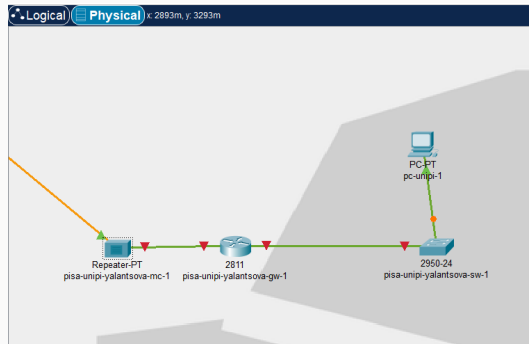 Logical Physical x: 2893m, y: 3293m
PC-PT
pc-unipi-1
Repeater-PT
pisa-unipi-yalantsova-mc-1
2811
pisa-unipi-yalantsova-gw-1
2950-24
pisa-unipi-yalantsova-sw-1